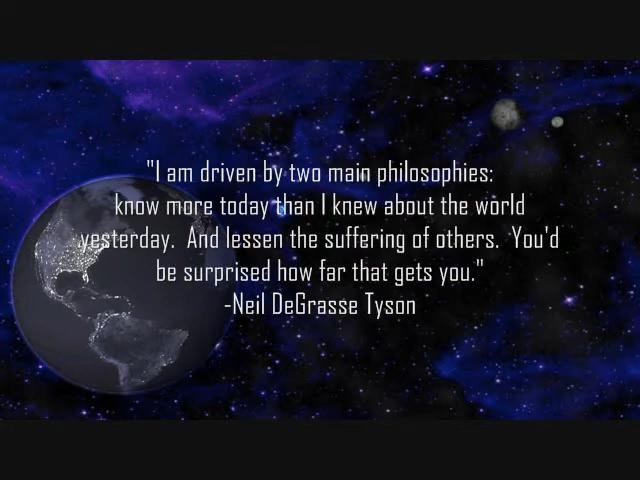 "I am driven by two main philosophies:
know more today than I knew about the world
yesterday.  And lessen the suffering of others.  You'd
be surprised how far that gets you."
-Neil DeGrasse Tyson